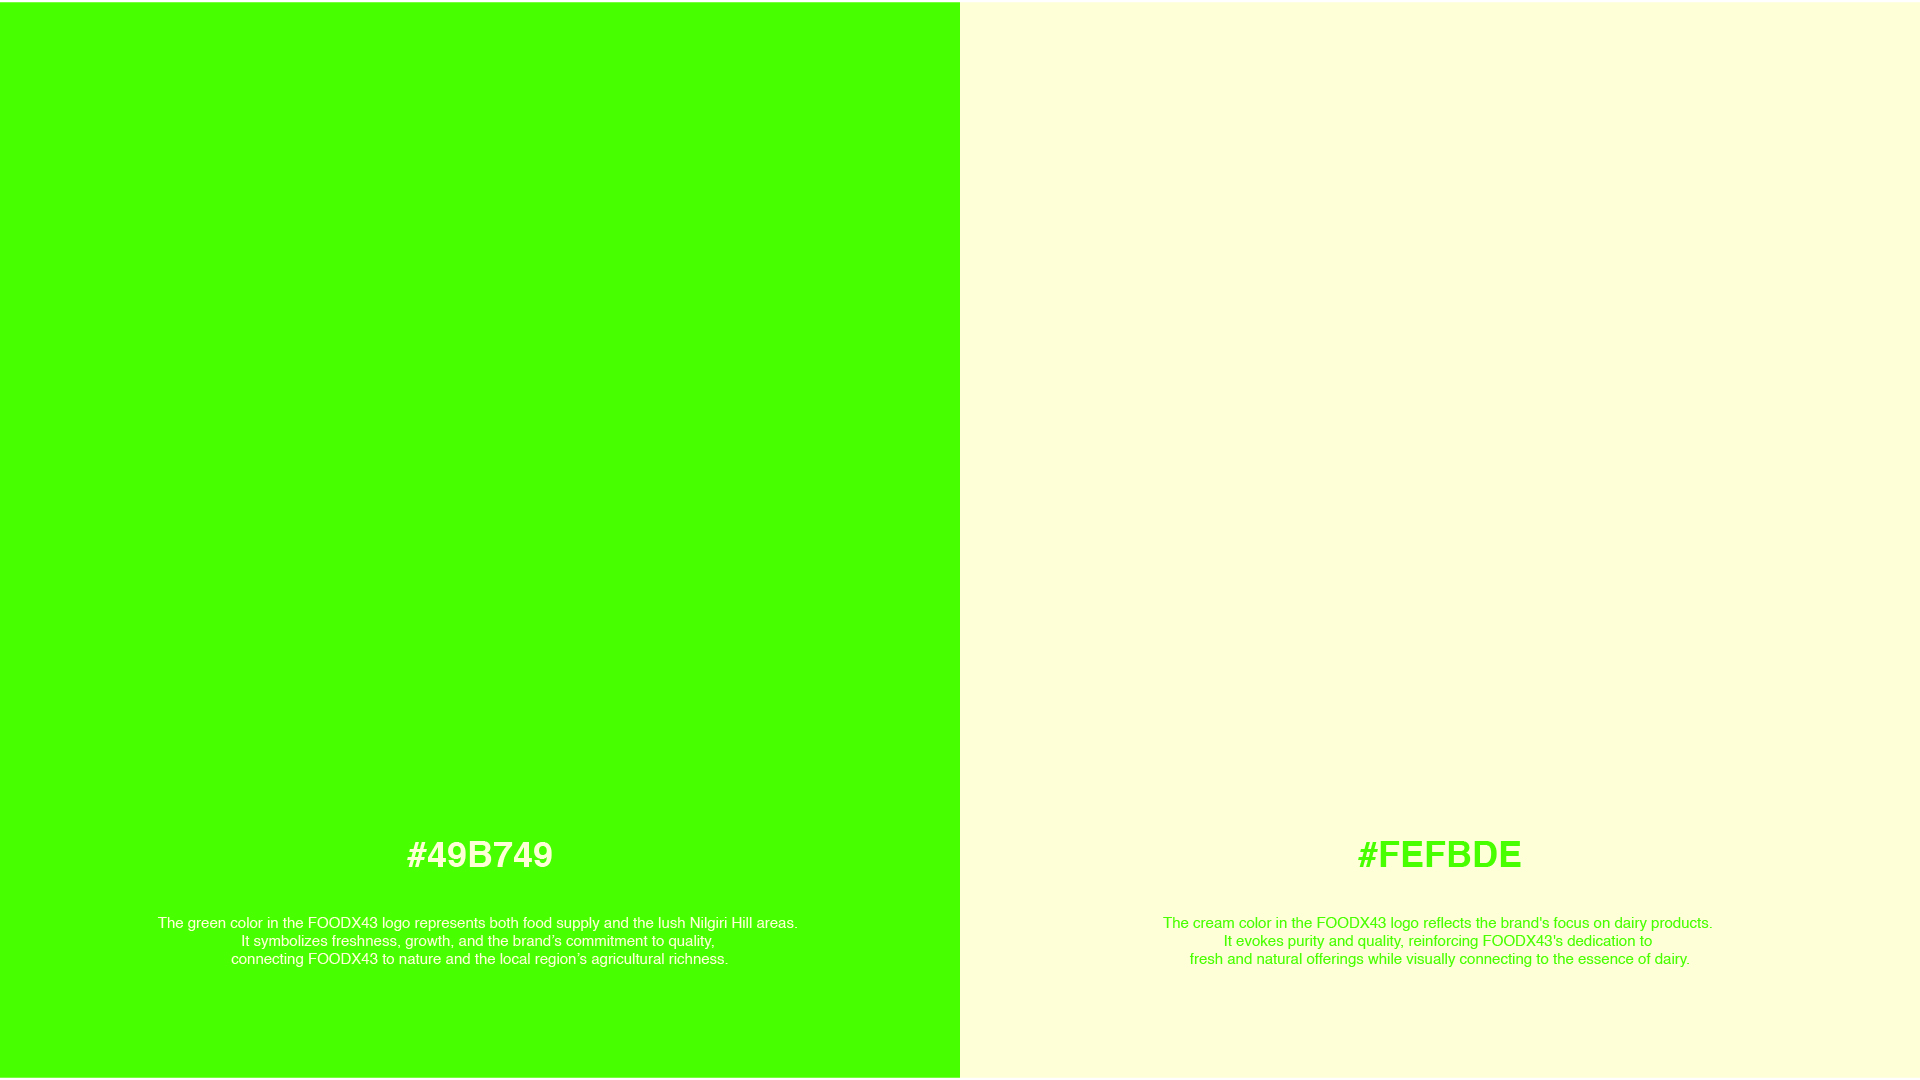 #49B749
The green color in the FOODX43 logo represents both food supply and the lush Nilgiri Hill areas.
It symbolizes freshness, growth, and the brand’s commitment to quality,
connecting FOODX43 to nature and the local region’s agricultural richness.
#FEFBDE
The cream color in the FOODX43 logo reflects the brand's focus on dairy products.
It evokes purity and quality, reinforcing FOODX43's dedication to
fresh and natural offerings while visually connecting to the essence of dairy.